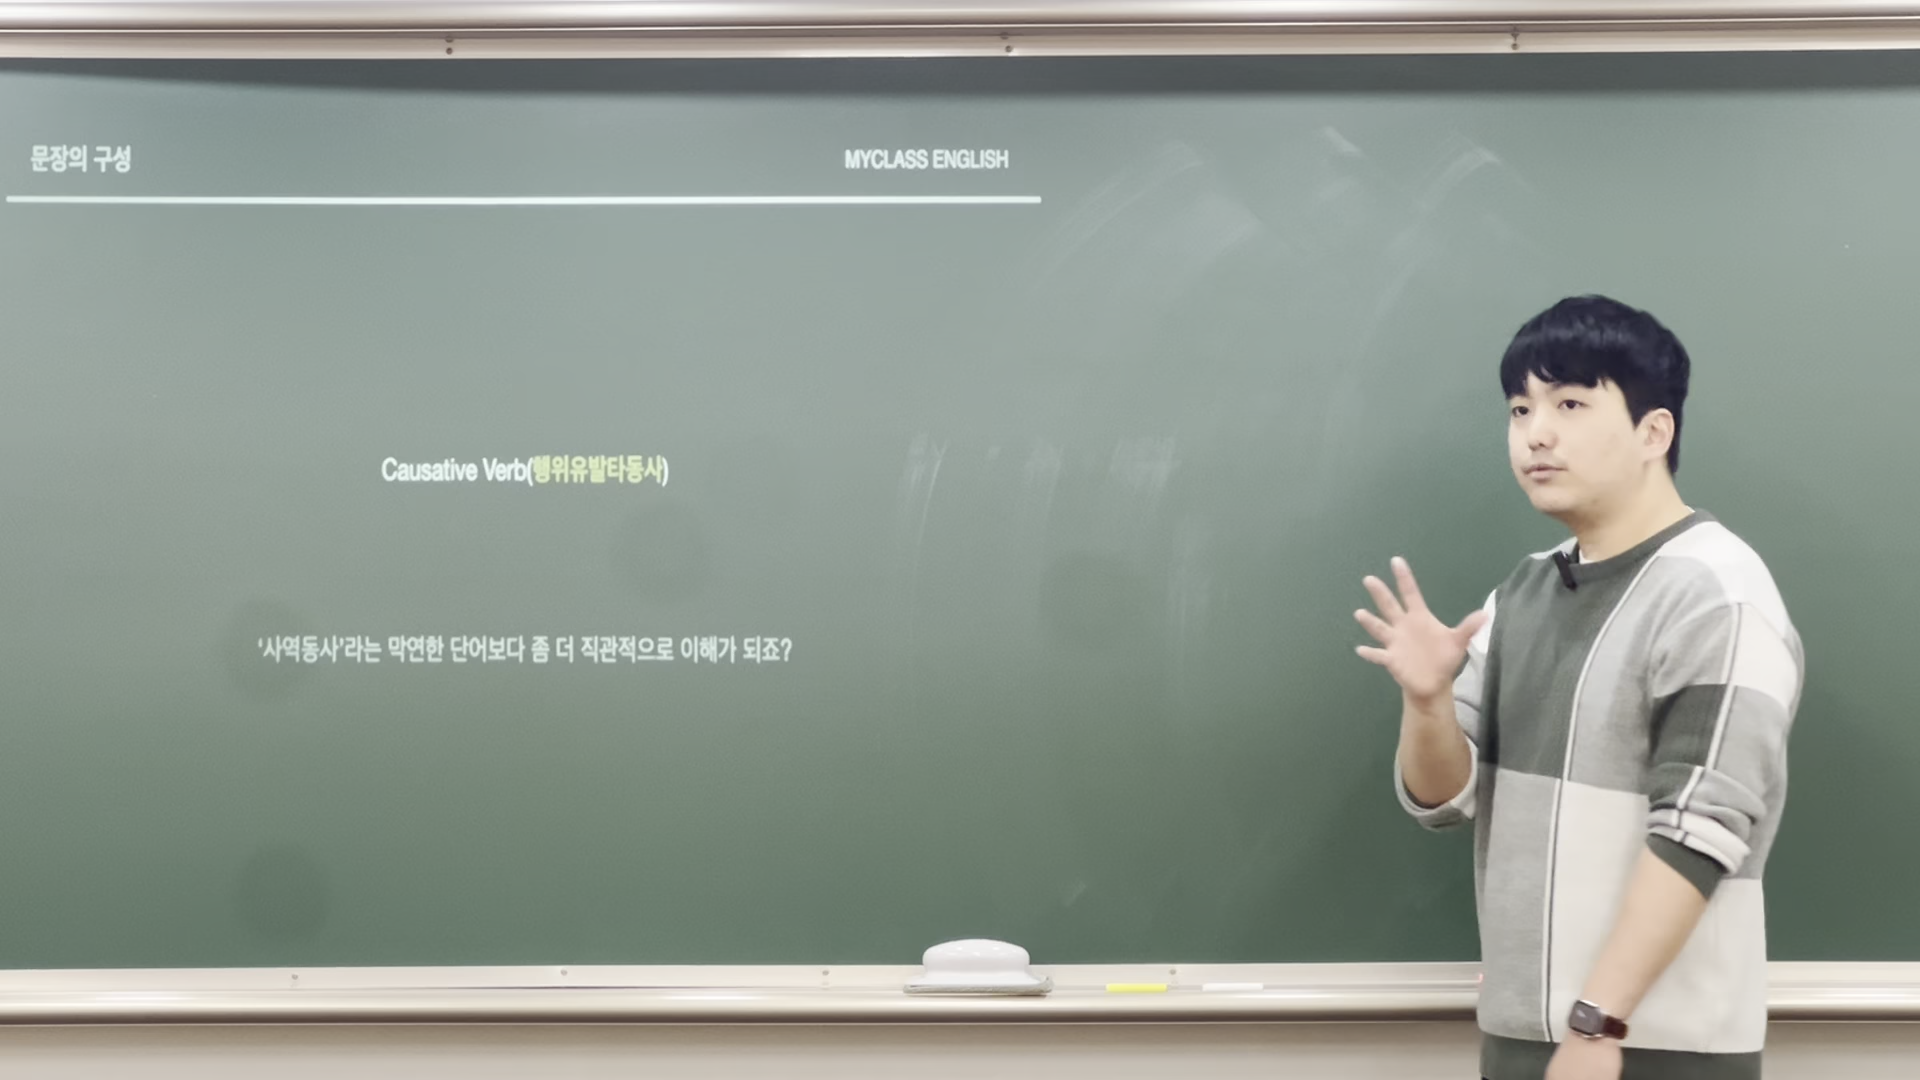 문장의 구성
MYCLASS ENGLISH
Causative Verb(행위유발타동사)
‘사역동사’라는 막연한 단어보다 좀 더 직관적으로 이해가 되죠?